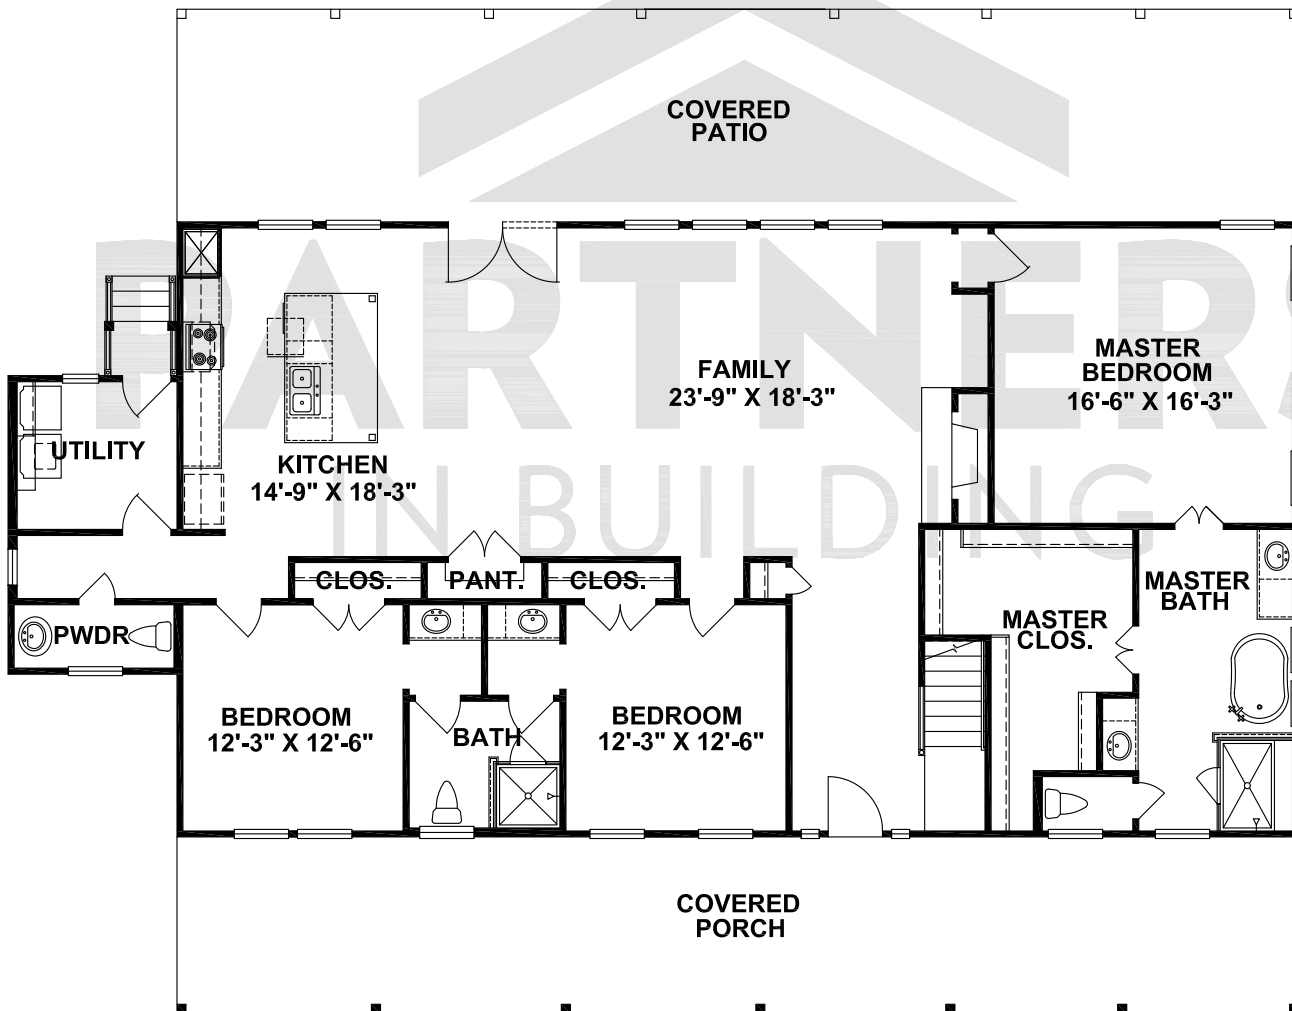 COVERED
PATIO
PARTNERS
IN BUILDING
FAMILY
23'-9" X 18'-3"
MASTER
BEDROOM
16'-6" X 16'-3"
UTILITY
KITCHEN
14'-9" X 18'-3"
CLOS.
PANT.
CLOS.
MASTER
BATH
PWDR
MASTER
CLOS.
BEDROOM
12'-3" X 12'-6"
BATH
BEDROOM
12'-3" X 12'-6"
COVERED
PORCH